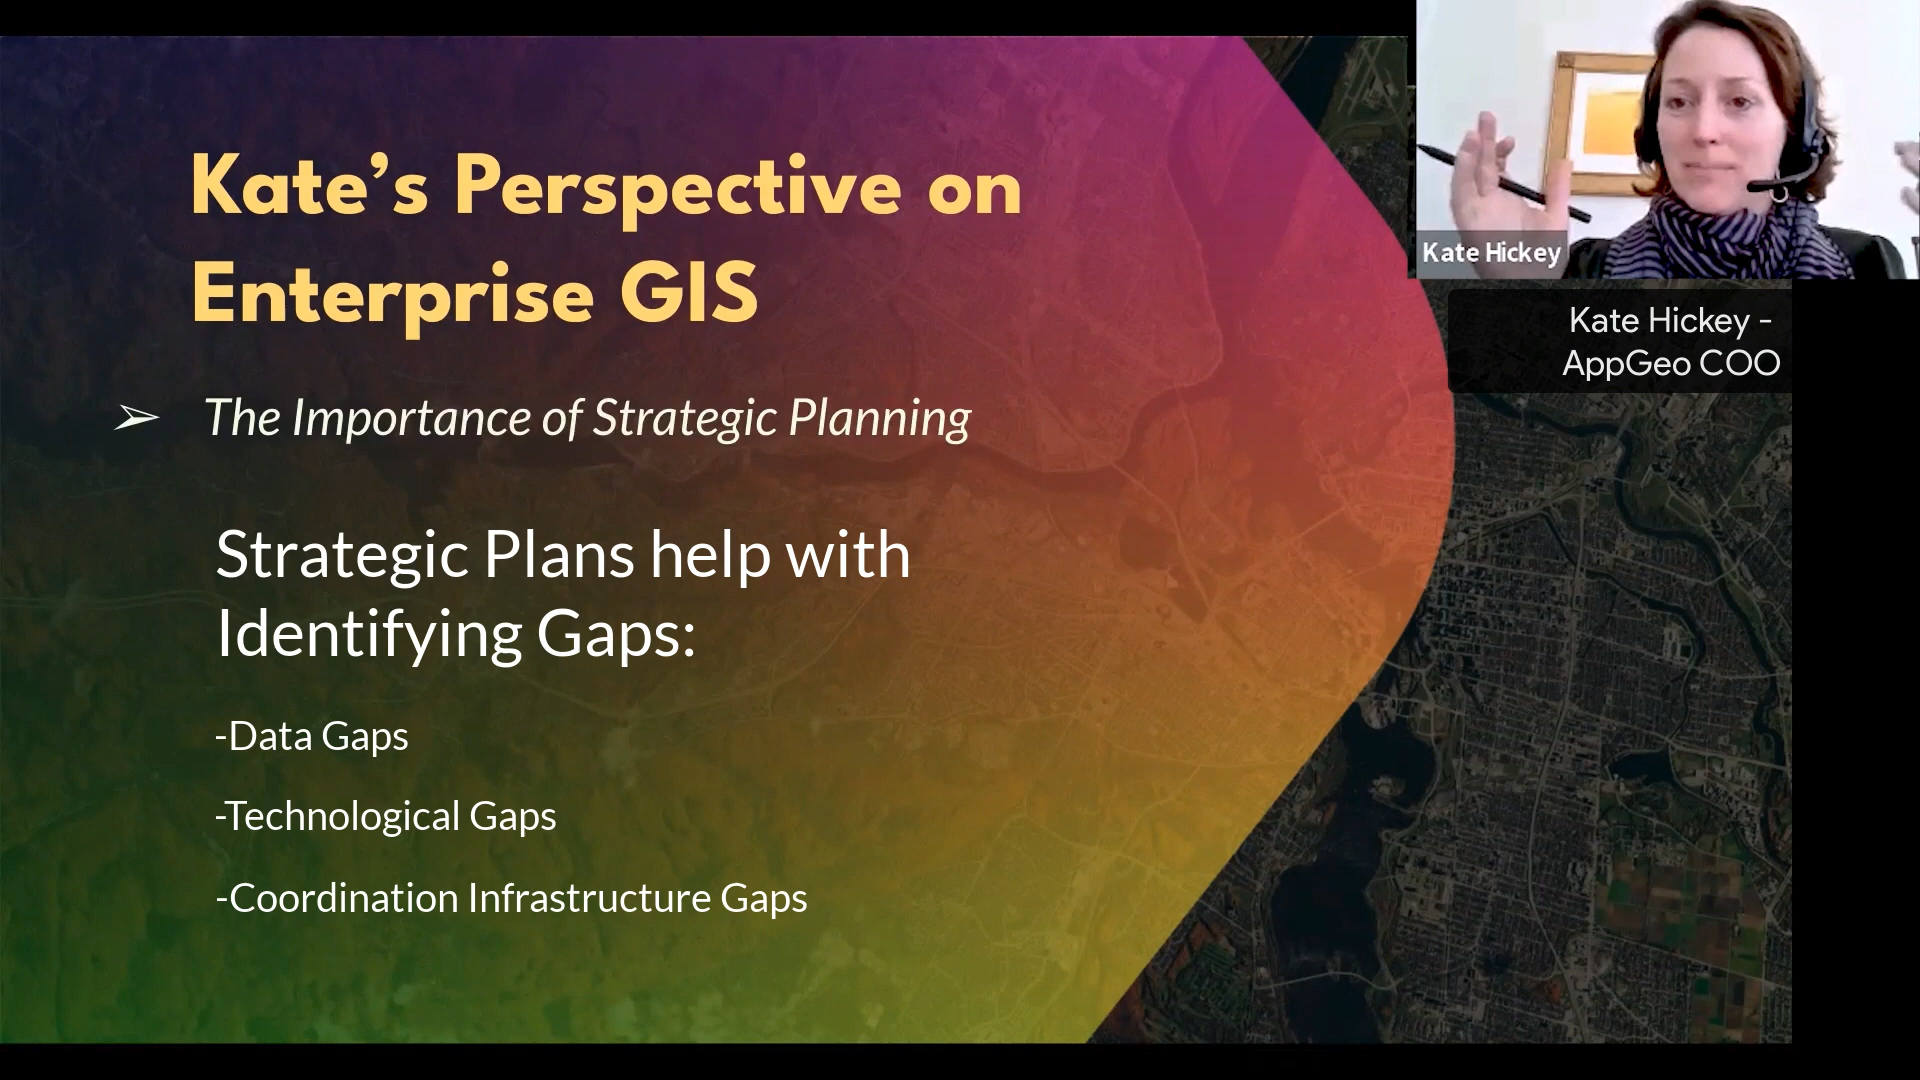 Kate’s Perspective on
Enterprise GIS
➢ The Importance of Strategic Planning
Strategic Plans help with
Identifying Gaps:
-Data Gaps
-Technological Gaps
-Coordination Infrastructure Gaps
Kate Hickey
Kate Hickey -
AppGeo COO